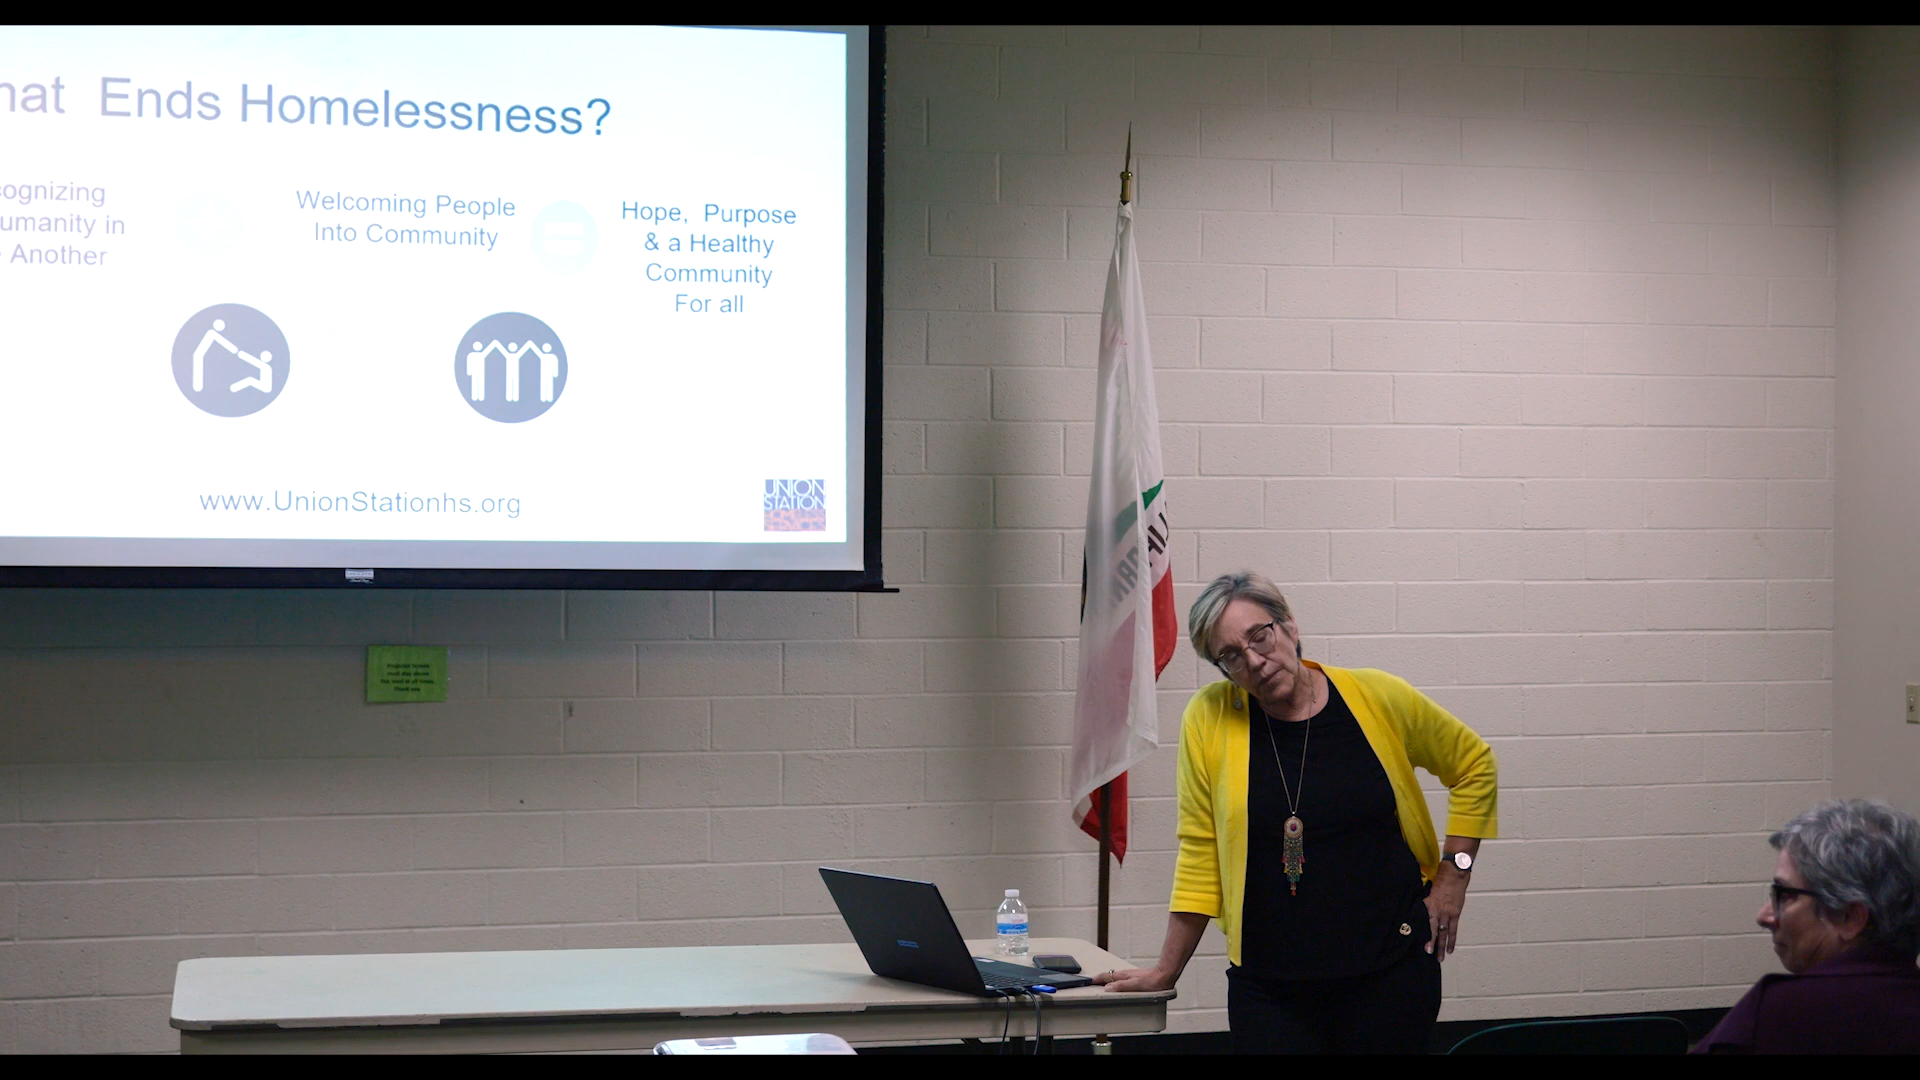 hat Ends Homelessness?
cognizing
umanity in
Another
Welcoming People
Into Community
Hope, Purpose
& a Healthy
Community
For all
www.UnionStationhs.org
UNION
STATION